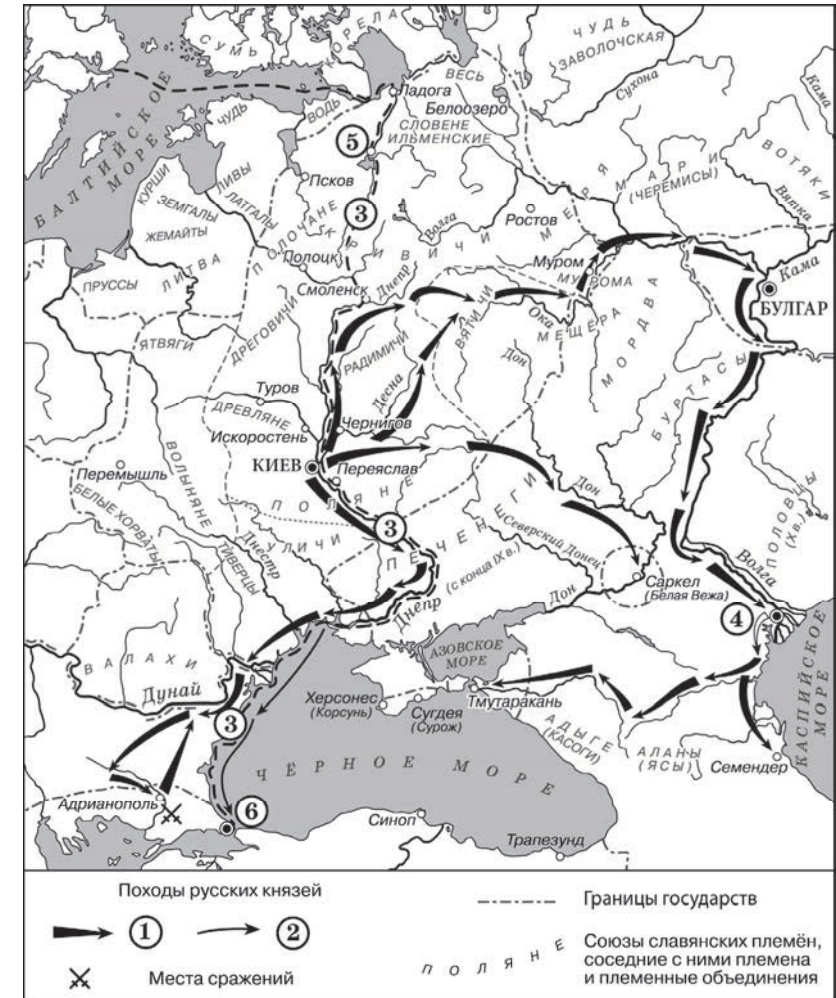 КОРЕЛА
СУМЬ
ЧУДЬ
ЗАВОЛОЧСКАЯ
ВЕСЬ
Кама
Ладога
Белоозеро
Сухона
ВОДЬ
ЧУДЬ
СЛОВЕНЕ
ИЛЬМЕНСКИЕ
БАЛТИЙСКОЕ
МОРЕ
5
ВОТЯКИ
Вятка
МАРИ
(ЧЕРЕМИСЫ)
КУРШИ
ЛИВЫ
Псков
ЗЕМГАЛЫ
ЛАТГАЛЫ
3
Волга
Ростов
МЕРЯ
ЖЕМАЙТЫ
ПОЛОЧАНЕ
КРИВИЧИ
Полоцк
Муром
МУРОМА
Кама
БУЛГАР
ПРУССЫ
ЛИТВА
Смоленск
Днепр
ВЯТИЧИ
Ока
МЕЩЁРА
МОРДВА
ЯТВЯГИ
ДРЕГОВИЧИ
РАДИМИЧИ
Дон
БУРТАСЫ
Десна
Туров
ДРЕВЛЯНЕ
Искоростень
Чернигов
КИЕВ
Переяслав
Перемышль
ВОЛЫНЯНЕ
БЕЛЫЕ ХОРВАТЫ
ПОЛЯНЕ
Дон
ПОЛОВЦЫ
(X в.)
3
ПЕЧЕНЕГИ
(с конца IX в.)
Северский Донец
Днестр
УЛИЧИ
ТИВЕРЦЫ
Днепр
Дон
Саркел
(Белая Вежа)
Волга
4
ВАЛАХИ
Дунай
АЗОВСКОЕ
МОРЕ
КАСПИЙСКОЕ
МОРЕ
Херсонес
(Корсунь)
Сугдея
(Сурож)
Тмутаракань
3
АДЫГЕ
(КАСОГИ)
АЛАНЫ
(ЯСЫ)
Семендер
ЧЁРНОЕ МОРЕ
Адрианополь
6
Синоп
Трапезунд
Походы русских князей
1
2
Места сражений
Границы государств
ПОЛЯНЕ
Союзы славянских племён,
соседние с ними племена
и племенные объединения